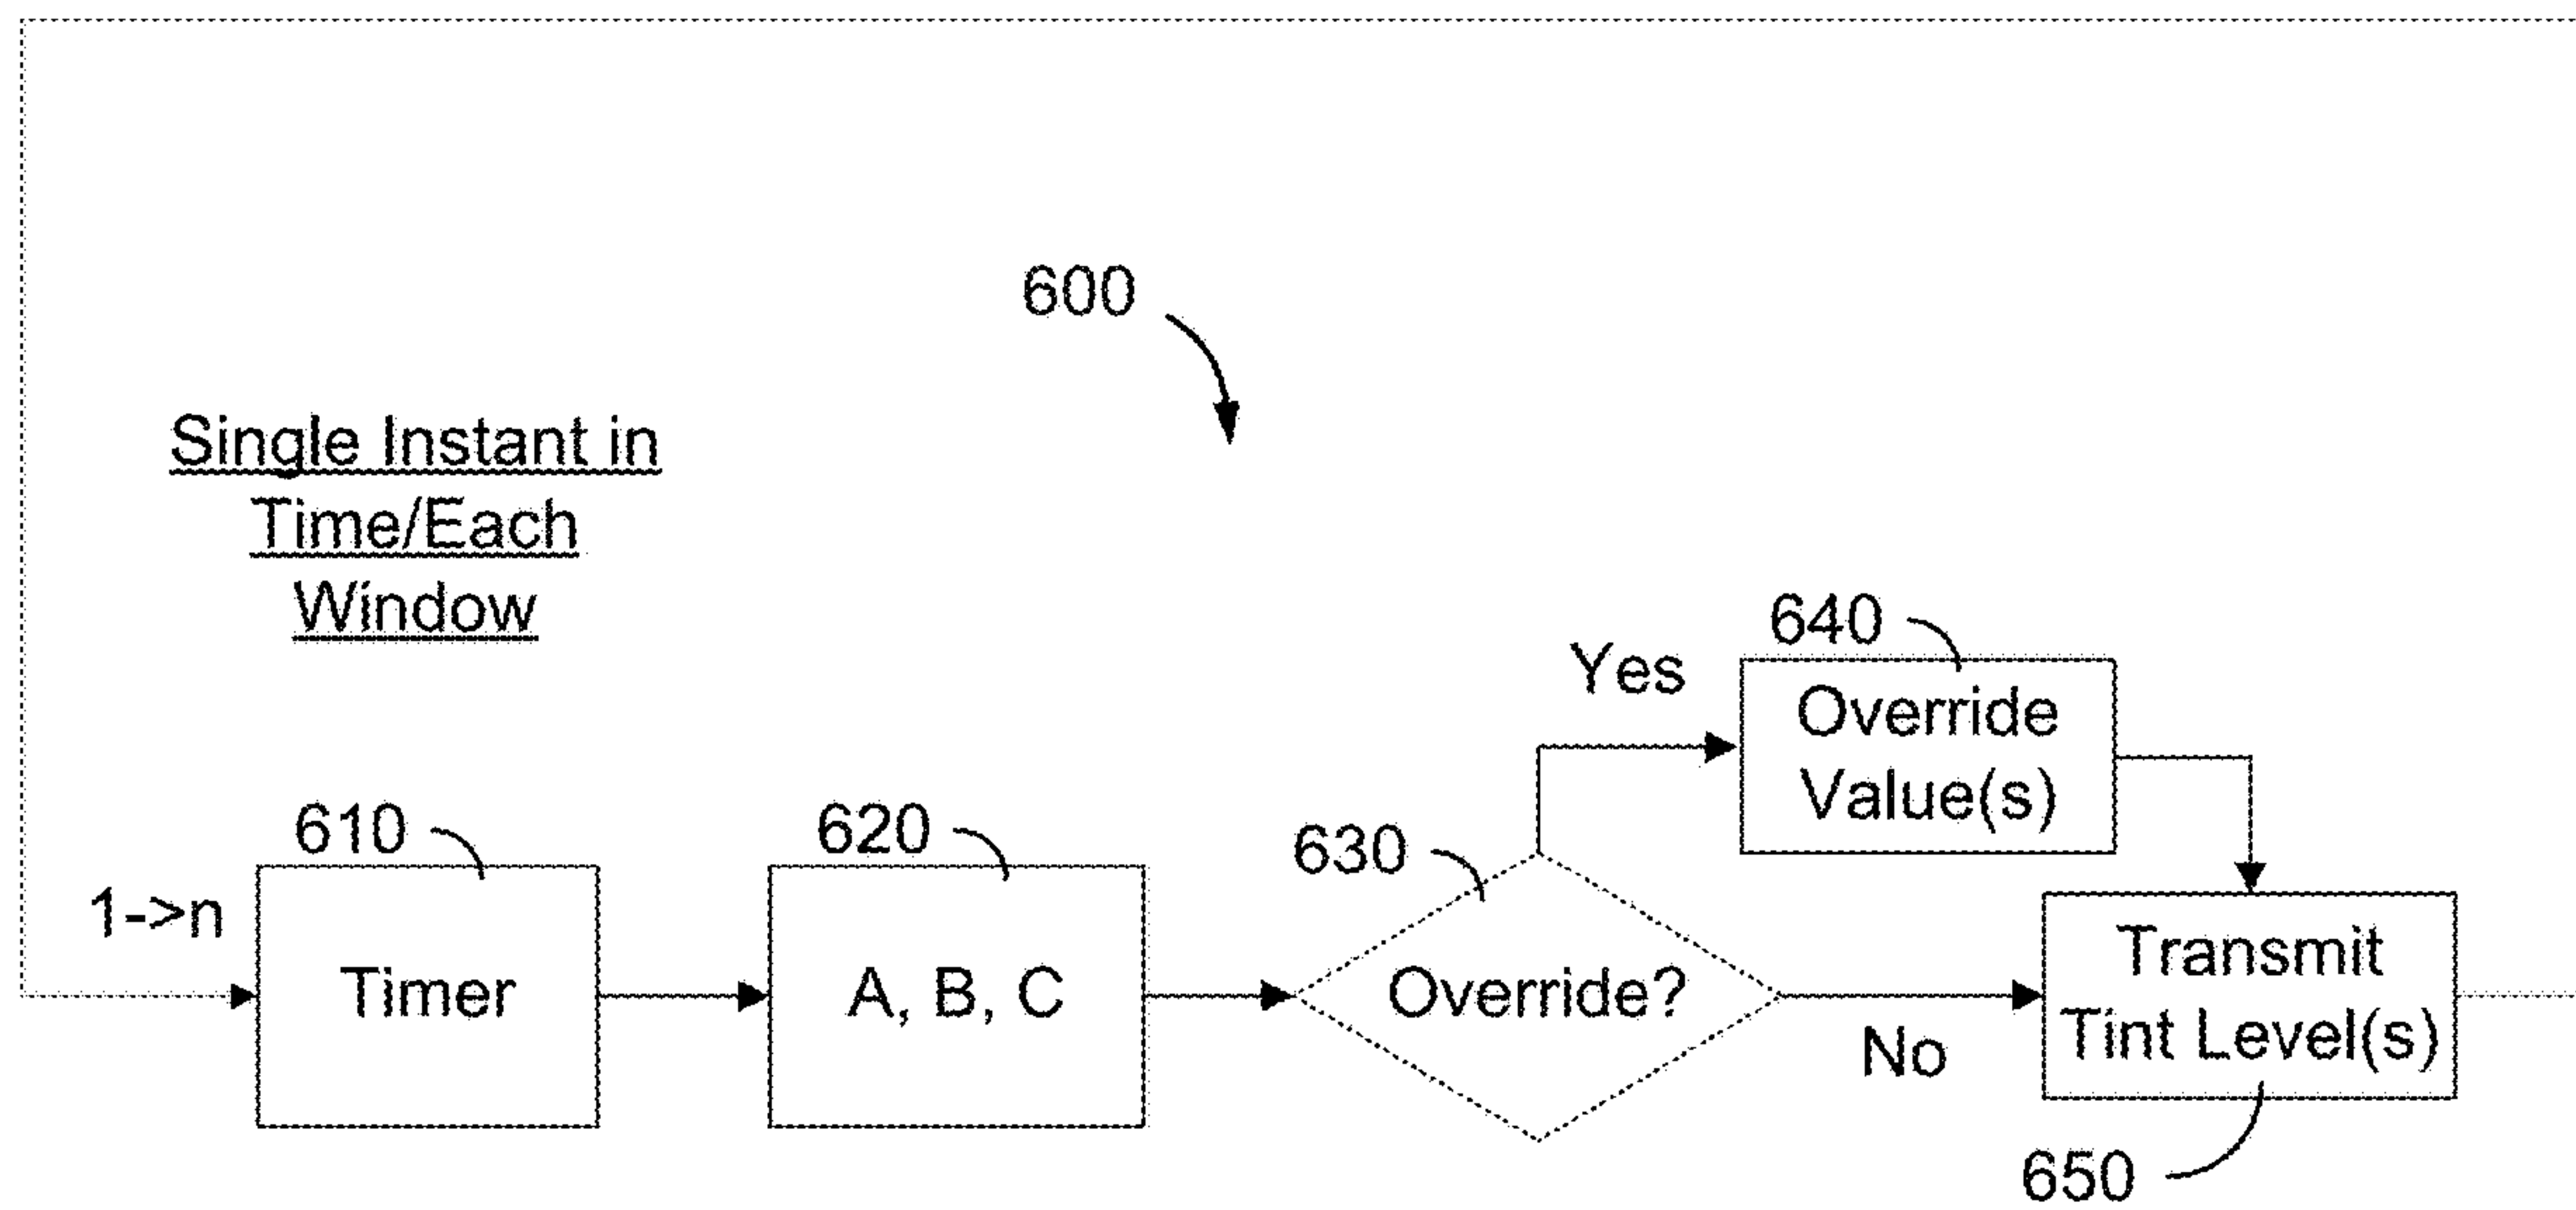 600
Single Instant in
Time/Each
Window
640
Yes
Override
Value(s)
610
620
630
1->n
Timer
A, B, C
Override?
Transmit
Tint Level(s)
No
650